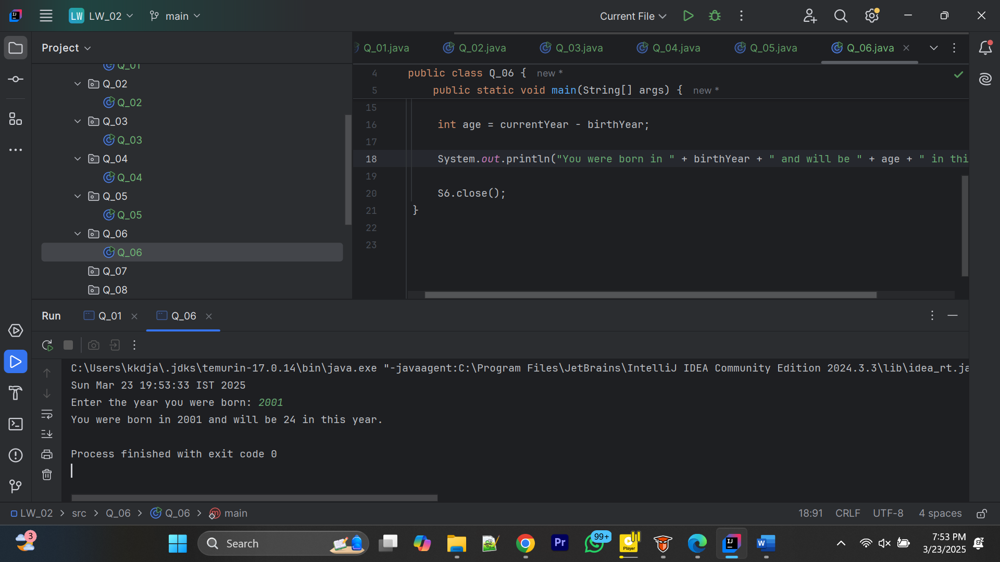 LW LW_02 main Current File
Project
Q_01.java Q_02.java Q_03.java Q_04.java Q_05.java Q_06.java
Q_01
Q_02
Q_02
Q_03
Q_03
Q_04
Q_04
Q_05
Q_05
Q_06
Q_06
Q_07
Q_08
4 public class Q_06 { new *
5 public static void main(String[] args) { new *
15
16 int age = currentYear - birthYear;
17
18 System.out.println("You were born in " + birthYear + " and will be " + age + " in thi
19
20 S6.close();
21 }
22
23
Run Q_01 Q_06
C:\Users\kkdja\.jdks\temurin-17.0.14\bin\java.exe "-javaagent:C:\Program Files\JetBrains\IntelliJ IDEA Community Edition 2024.3.3\lib\idea_rt.ja
Sun Mar 23 19:53:33 IST 2025
Enter the year you were born: 2001
You were born in 2001 and will be 24 in this year.
Process finished with exit code 0
LW_02 > src > Q_06 > Q_06 > main 18:91 CRLF UTF-8 4 spaces
3 Search Pr 99+ Player IJ W 7:53 PM
3/23/2025